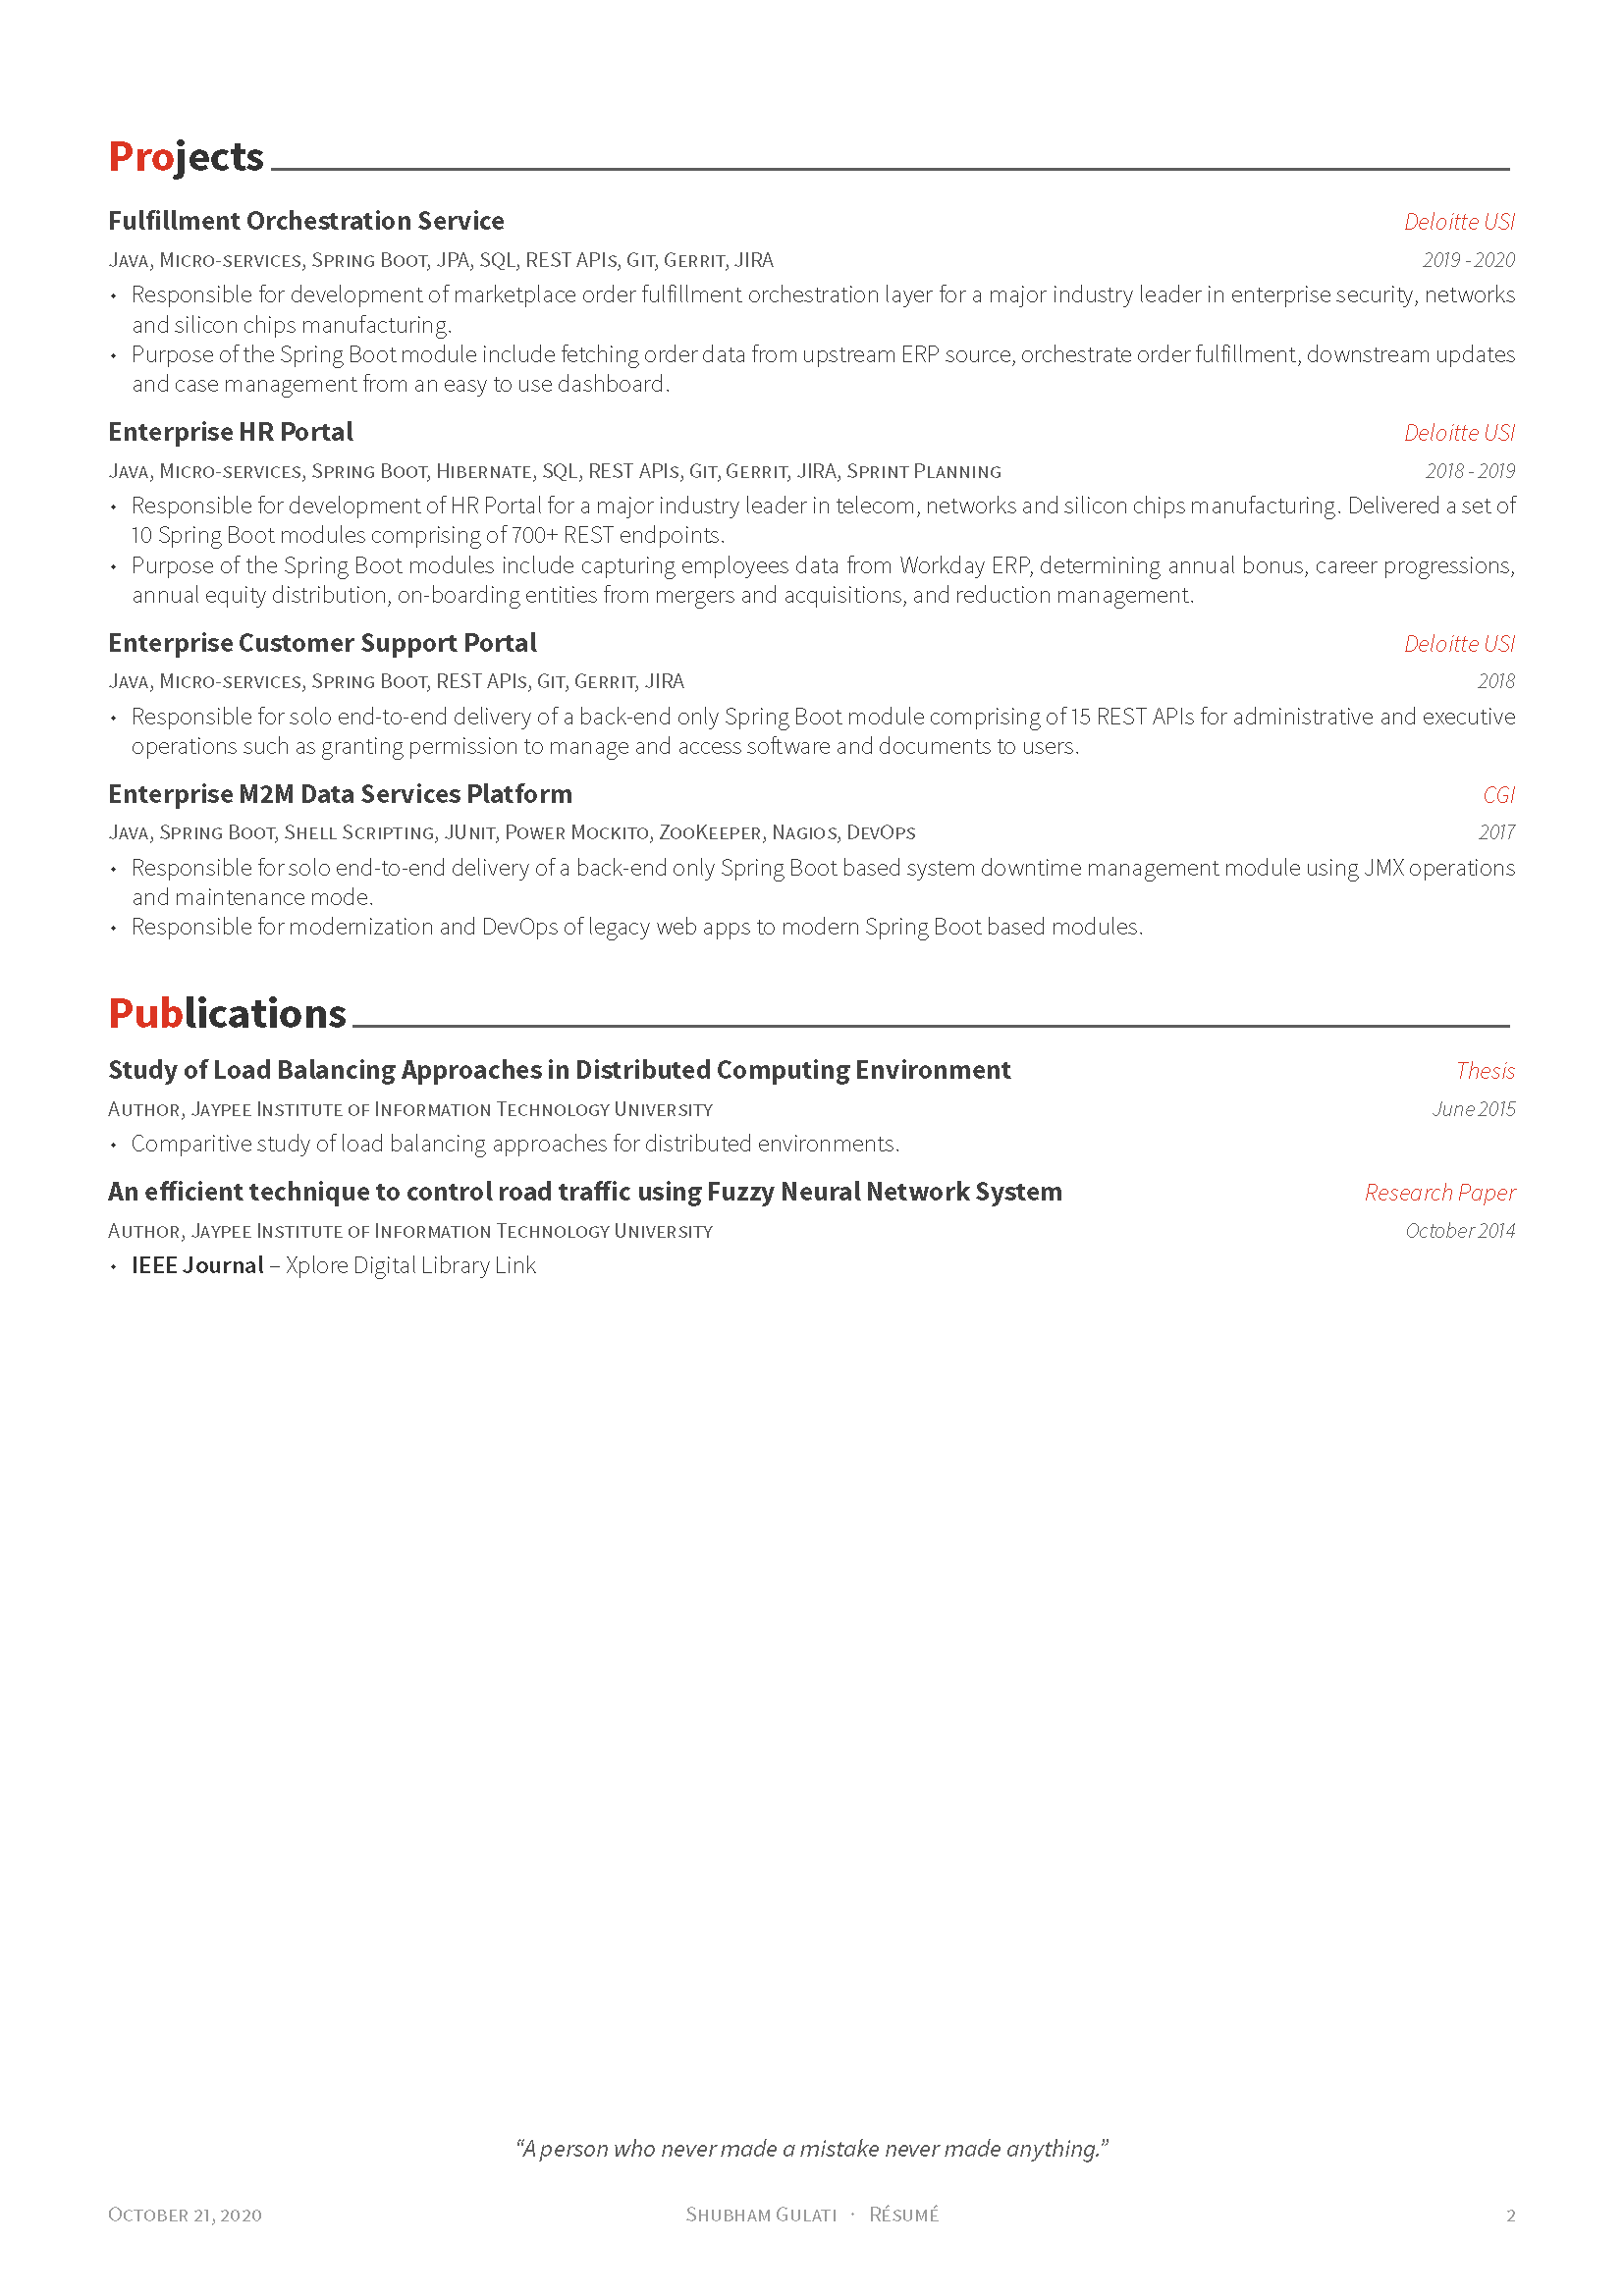 Projects
Fulfillment Orchestration Service Deloitte USI
Java, Micro-services, Spring Boot, JPA, SQL, REST APIs, Git, Gerrit, JIRA 2019 - 2020
• Responsible for development of marketplace order fulfillment orchestration layer for a major industry leader in enterprise security, networks
and silicon chips manufacturing.
• Purpose of the Spring Boot module include fetching order data from upstream ERP source, orchestrate order fulfillment, downstream updates
and case management from an easy to use dashboard.
Enterprise HR Portal Deloitte USI
Java, Micro-services, Spring Boot, Hibernate, SQL, REST APIs, Git, Gerrit, JIRA, Sprint Planning 2018 - 2019
• Responsible for development of HR Portal for a major industry leader in telecom, networks and silicon chips manufacturing. Delivered a set of
10 Spring Boot modules comprising of 700+ REST endpoints.
• Purpose of the Spring Boot modules include capturing employees data from Workday ERP, determining annual bonus, career progressions,
annual equity distribution, on-boarding entities from mergers and acquisitions, and reduction management.
Enterprise Customer Support Portal Deloitte USI
Java, Micro-services, Spring Boot, REST APIs, Git, Gerrit, JIRA 2018
• Responsible for solo end-to-end delivery of a back-end only Spring Boot module comprising of 15 REST APIs for administrative and executive
operations such as granting permission to manage and access software and documents to users.
Enterprise M2M Data Services Platform CGI
Java, Spring Boot, Shell Scripting, JUnit, Power Mockito, ZooKeeper, Nagios, DevOps 2017
• Responsible for solo end-to-end delivery of a back-end only Spring Boot based system downtime management module using JMX operations
and maintenance mode.
• Responsible for modernization and DevOps of legacy web apps to modern Spring Boot based modules.
Publications
Study of Load Balancing Approaches in Distributed Computing Environment Thesis
Author, Jaypee Institute of Information Technology University June 2015
• Comparitive study of load balancing approaches for distributed environments.
An efficient technique to control road traffic using Fuzzy Neural Network System Research Paper
Author, Jaypee Institute of Information Technology University October 2014
• IEEE Journal – Xplore Digital Library Link
“A person who never made a mistake never made anything.”
October 21, 2020 Shubham Gulati · Résumé 2